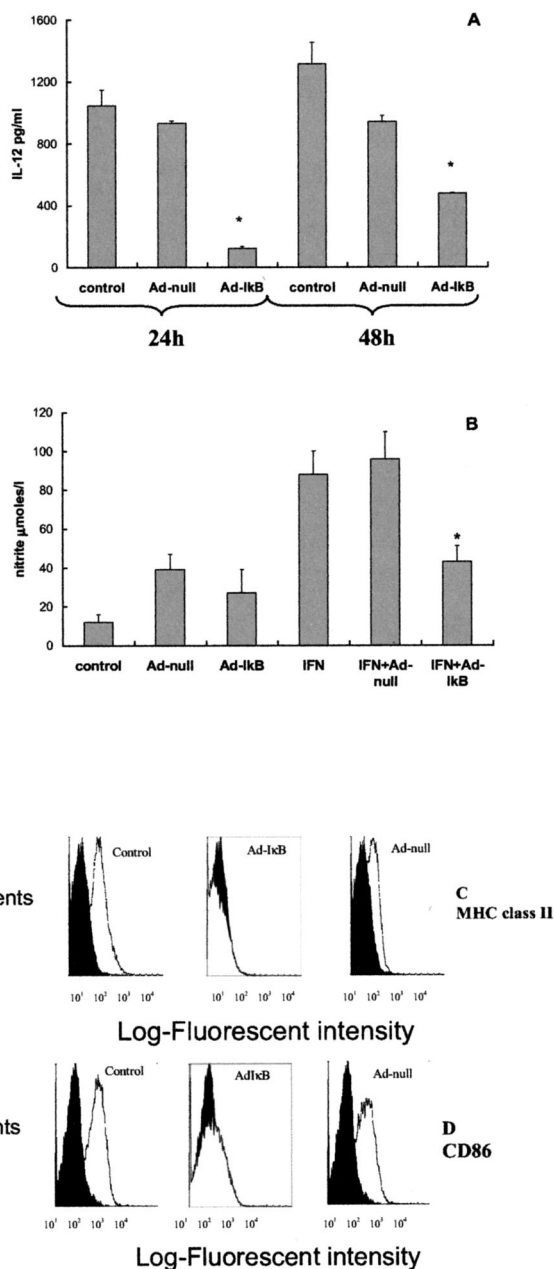 A
1600
1200
800
400
0
IL-12 pg/ml
control Ad-null Ad-IkB control Ad-null Ad-IkB
* *
24h 48h
B
120
100
80
60
40
20
0
nitrite µmoles/l
*
control Ad-null Ad-IkB IFN IFN+Ad-null IFN+Ad-IkB
Control Ad-IκB Ad-null
ents
C
MHC class II
10¹ 10² 10³ 10⁴ 10¹ 10² 10³ 10⁴ 10¹ 10² 10³ 10⁴
Log-Fluorescent intensity
Control AdIκB Ad-null
nts
D
CD86
10¹ 10² 10³ 10⁴ 10¹ 10² 10³ 10⁴ 10¹ 10² 10³ 10⁴
Log-Fluorescent intensity